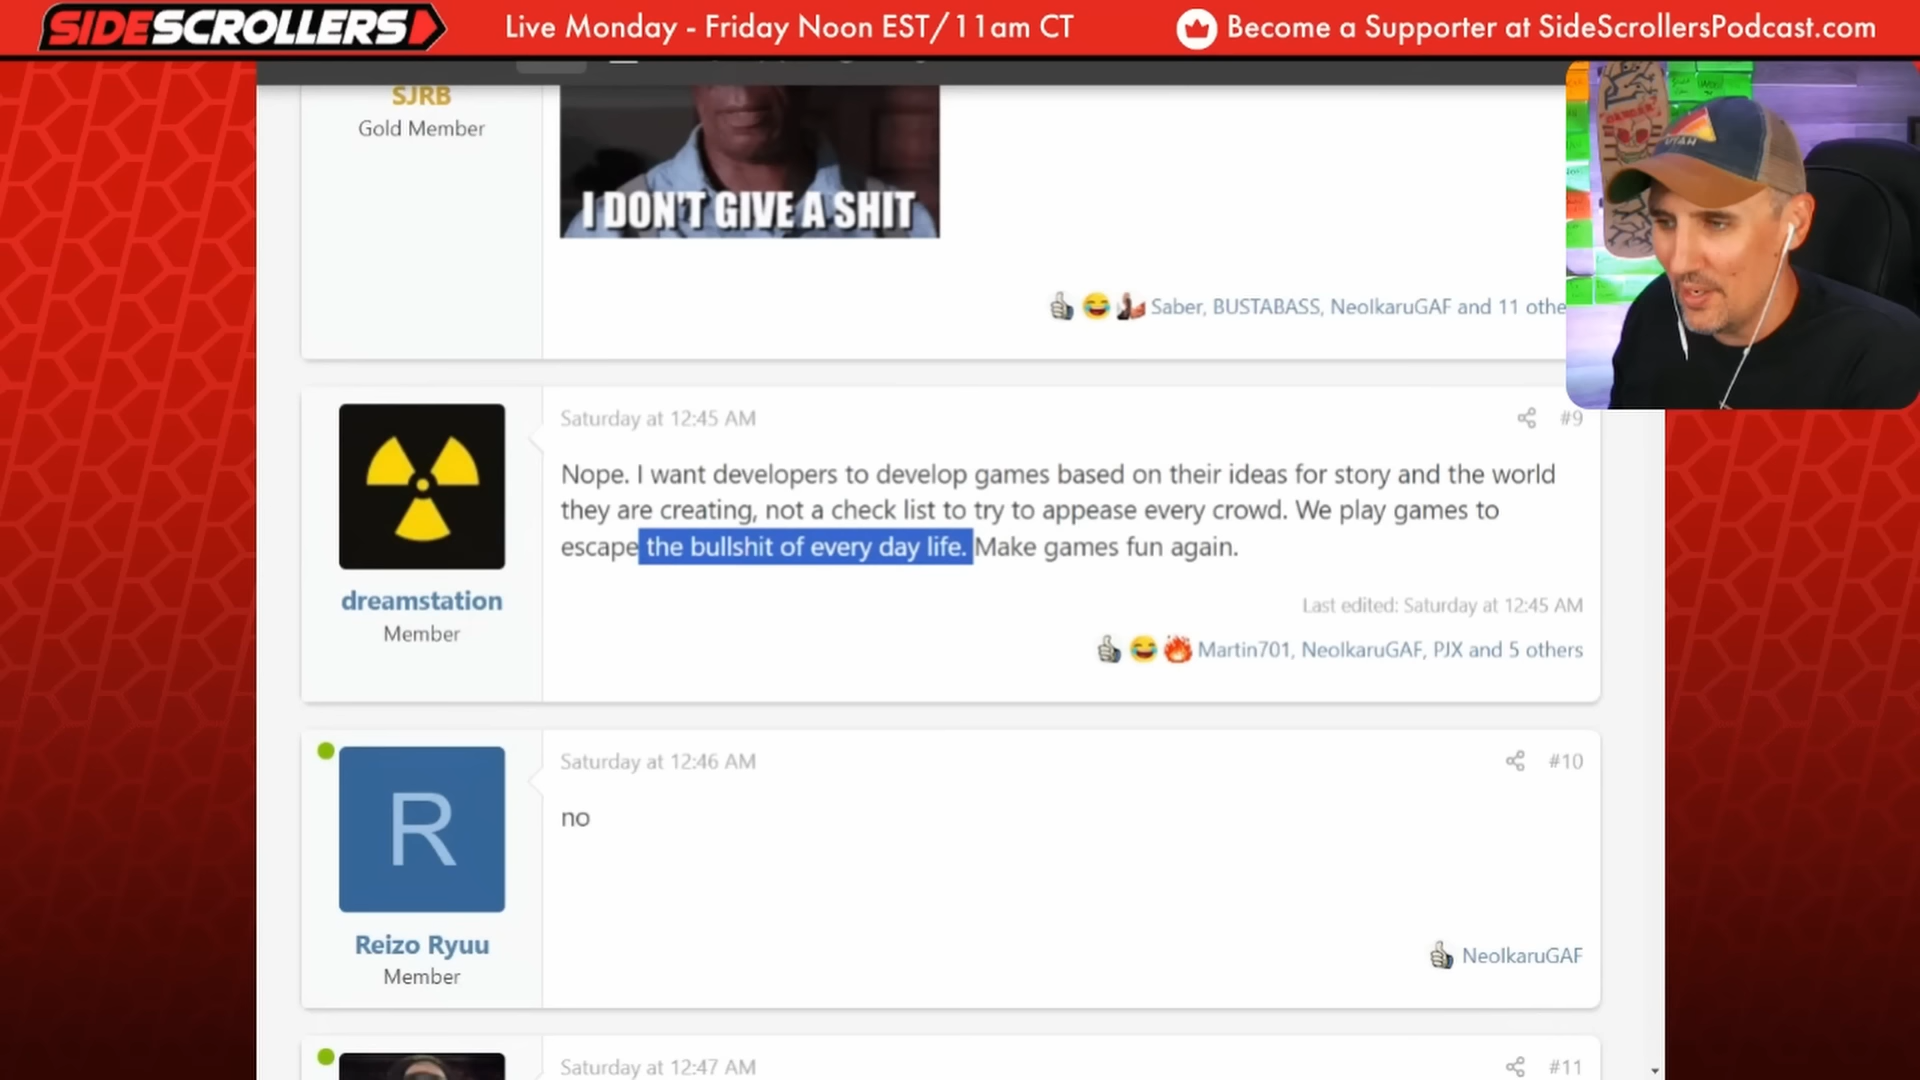 SIDESCROLLERS
Live Monday - Friday Noon EST/11am CT
Become a Supporter at SideScrollersPodcast.com
SJRB
Gold Member
I DON'T GIVE A SHIT
Saber, BUSTABASS, NeoIkaruGAF and 11 othe
UTAH
Saturday at 12:45 AM
#9
Nope. I want developers to develop games based on their ideas for story and the world
they are creating, not a check list to try to appease every crowd. We play games to
escape the bullshit of every day life. Make games fun again.
dreamstation
Member
Last edited: Saturday at 12:45 AM
Martin701, NeoIkaruGAF, PJX and 5 others
Saturday at 12:46 AM
#10
R
no
Reizo Ryuu
Member
NeoIkaruGAF
Saturday at 12:47 AM
#11